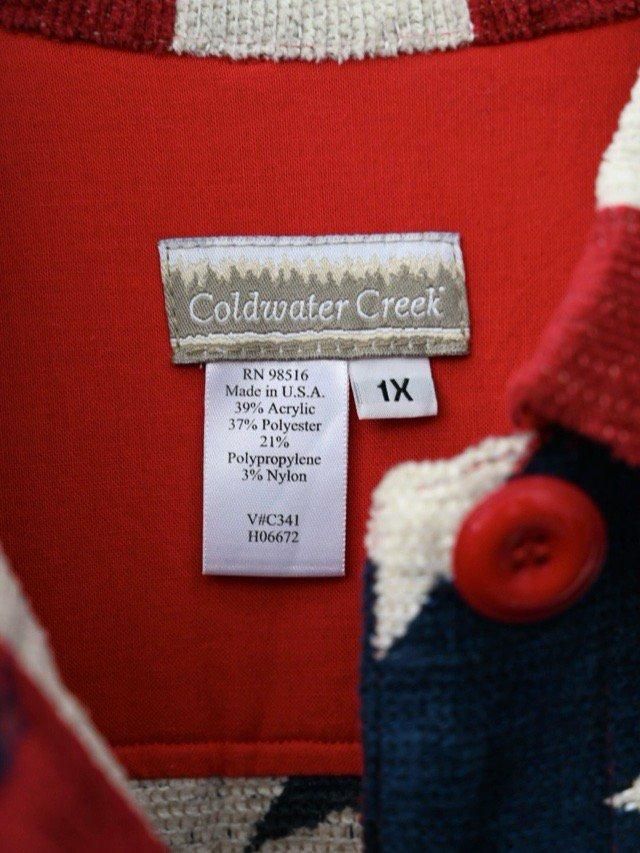 Coldwater Creek
RN 98516
Made in U.S.A.
39% Acrylic
37% Polyester
21%
Polypropylene
3% Nylon
V#C341
H06672
1X